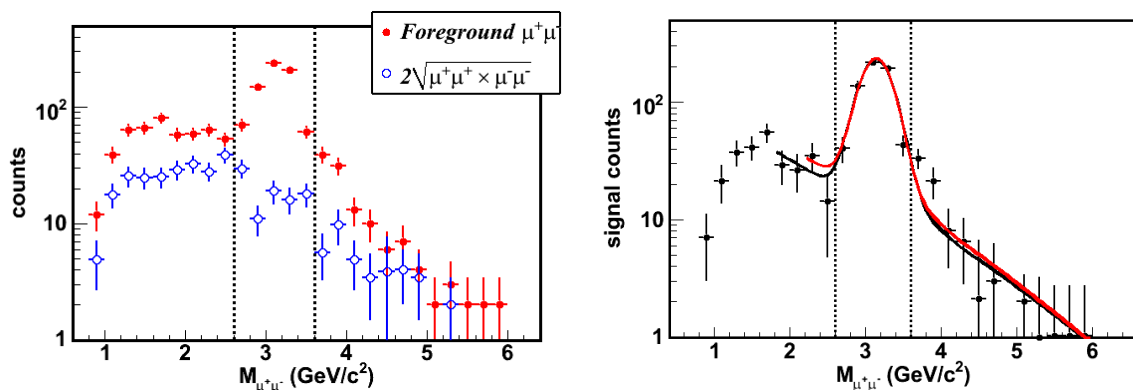 Foreground μ⁺μ⁻
2√μ⁺μ⁺ × μ⁻μ⁻
counts
10²
10
1
1 2 3 4 5 6
M_μ⁺μ⁻ (GeV/c²)
signal counts
10²
10
1
1 2 3 4 5 6
M_μ⁺μ⁻ (GeV/c²)